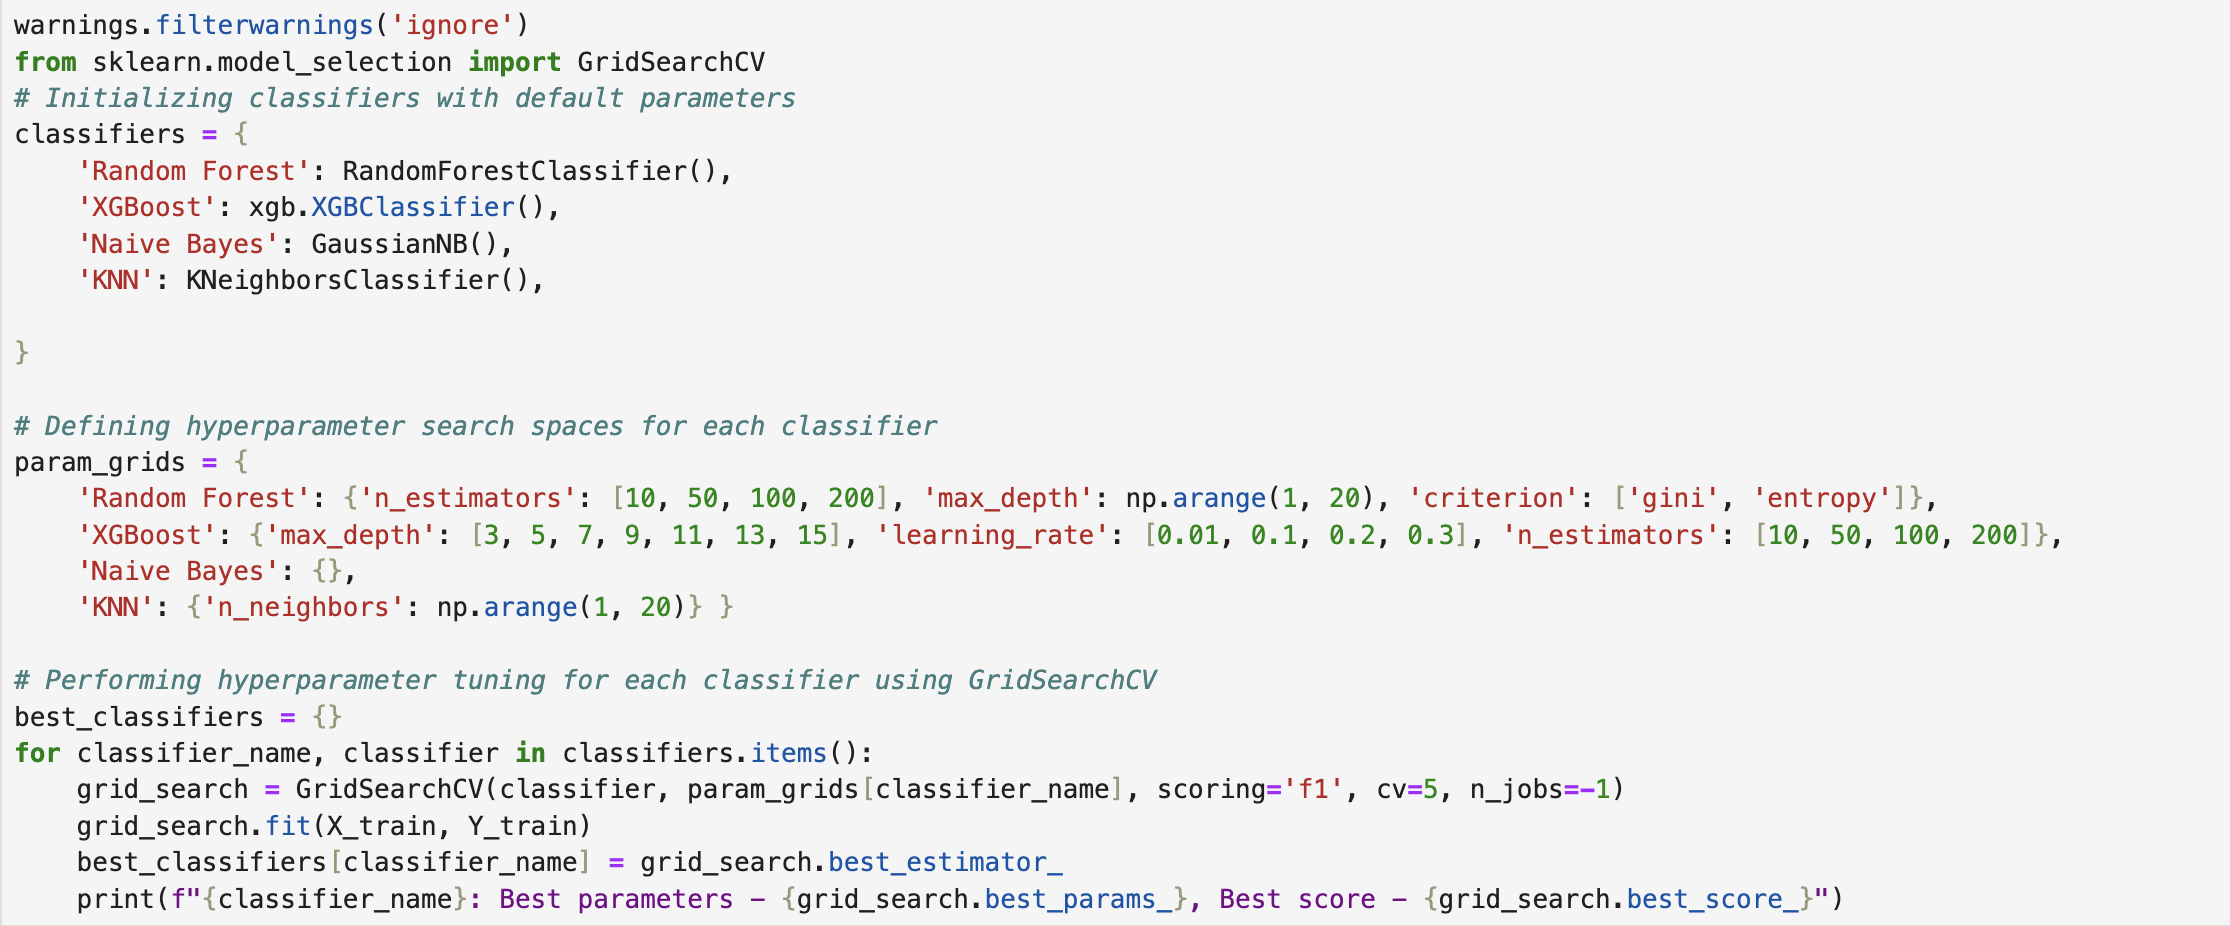 warnings.filterwarnings('ignore')
from sklearn.model_selection import GridSearchCV
# Initializing classifiers with default parameters
classifiers = {
    'Random Forest': RandomForestClassifier(),
    'XGBoost': xgb.XGBClassifier(),
    'Naive Bayes': GaussianNB(),
    'KNN': KNeighborsClassifier(),
}
# Defining hyperparameter search spaces for each classifier
param_grids = {
    'Random Forest': {'n_estimators': [10, 50, 100, 200], 'max_depth': np.arange(1, 20), 'criterion': ['gini', 'entropy']},
    'XGBoost': {'max_depth': [3, 5, 7, 9, 11, 13, 15], 'learning_rate': [0.01, 0.1, 0.2, 0.3], 'n_estimators': [10, 50, 100, 200]},
    'Naive Bayes': {},
    'KNN': {'n_neighbors': np.arange(1, 20)} }
# Performing hyperparameter tuning for each classifier using GridSearchCV
best_classifiers = {}
for classifier_name, classifier in classifiers.items():
    grid_search = GridSearchCV(classifier, param_grids[classifier_name], scoring='f1', cv=5, n_jobs=-1)
    grid_search.fit(X_train, Y_train)
    best_classifiers[classifier_name] = grid_search.best_estimator_
    print(f"{classifier_name}: Best parameters - {grid_search.best_params_}, Best score - {grid_search.best_score_}")